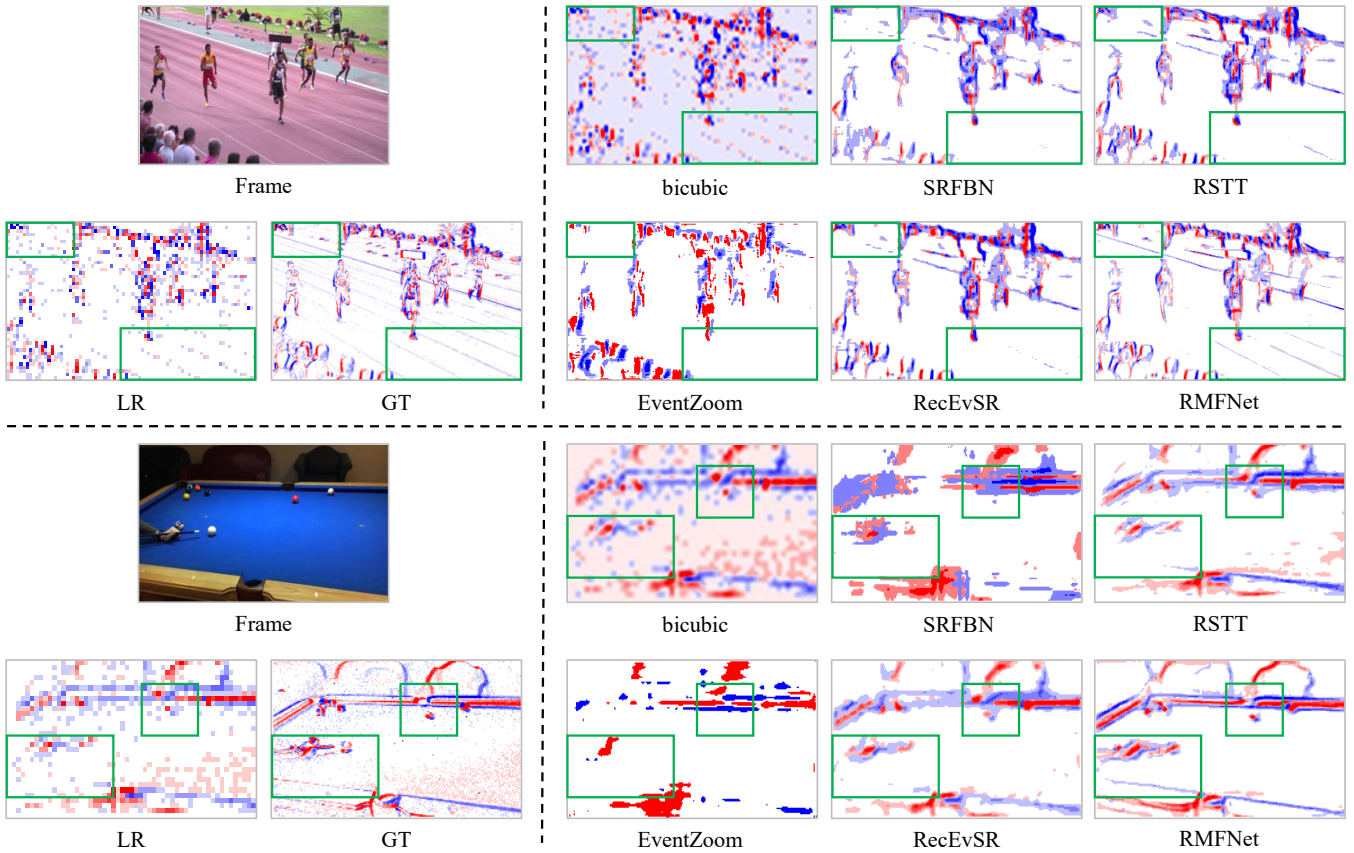 Frame
bicubic
SRFBN
RSTT
LR
GT
EventZoom
RecEvSR
RMFNet
Frame
bicubic
SRFBN
RSTT
LR
GT
EventZoom
RecEvSR
RMFNet